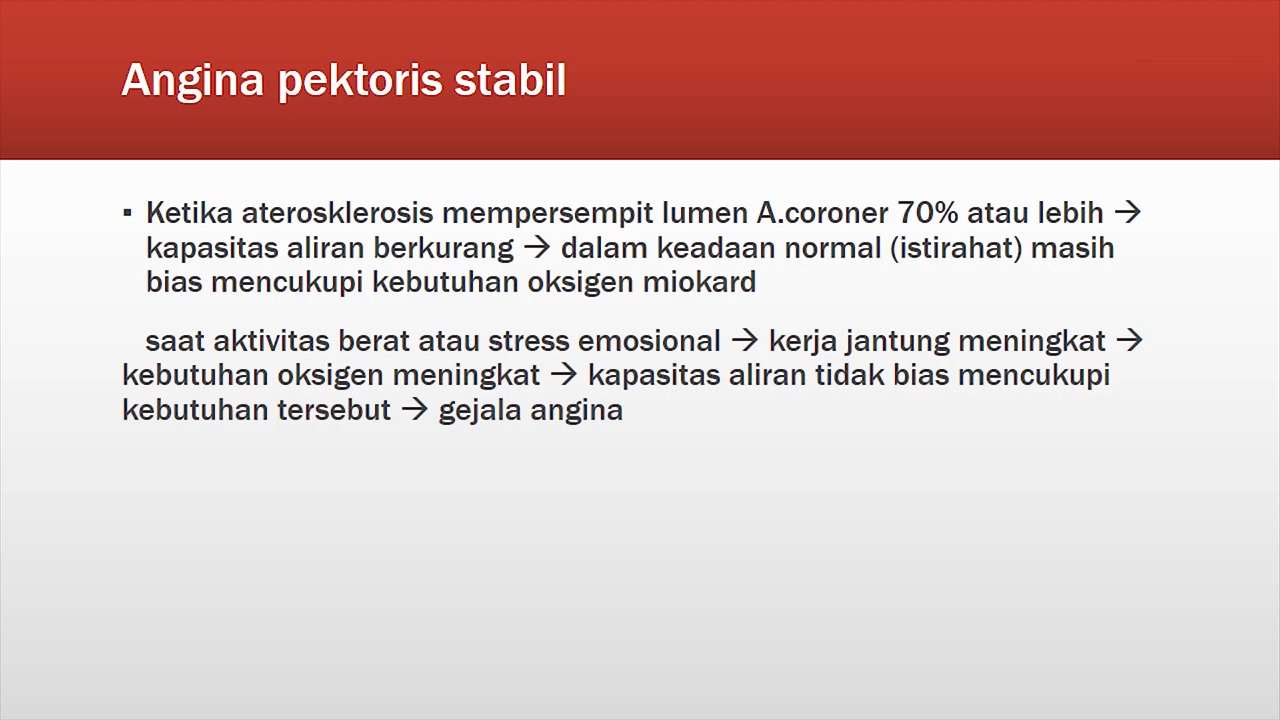 Angina pektoris stabil
▪ Ketika aterosklerosis mempersempit lumen A.coroner 70% atau lebih →
kapasitas aliran berkurang → dalam keadaan normal (istirahat) masih
bias mencukupi kebutuhan oksigen miokard
saat aktivitas berat atau stress emosional → kerja jantung meningkat →
kebutuhan oksigen meningkat → kapasitas aliran tidak bias mencukupi
kebutuhan tersebut → gejala angina